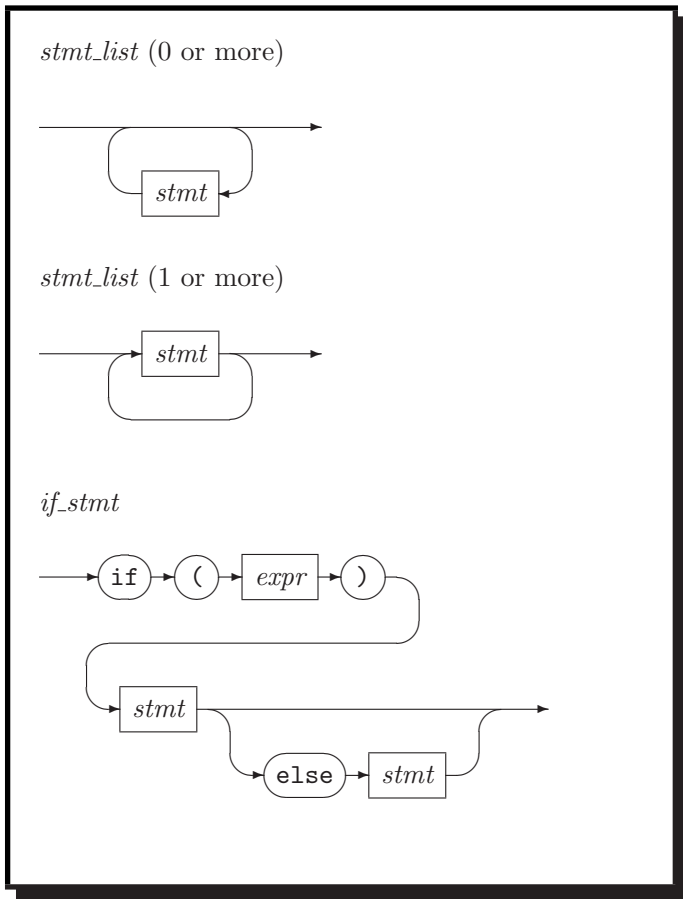 stmt_list (0 or more)
stmt
stmt_list (1 or more)
stmt
if_stmt
if ( expr )
stmt
else stmt